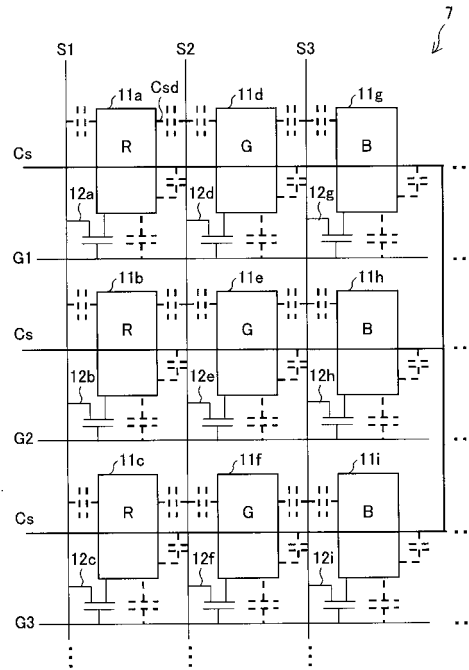 7
S1 S2 S3
11a Csd 11d 11g
R G B
Cs
12a 12d 12g
G1
11b 11e 11h
R G B
Cs
12b 12e 12h
G2
11c 11f 11i
R G B
Cs
12c 12f 12i
G3